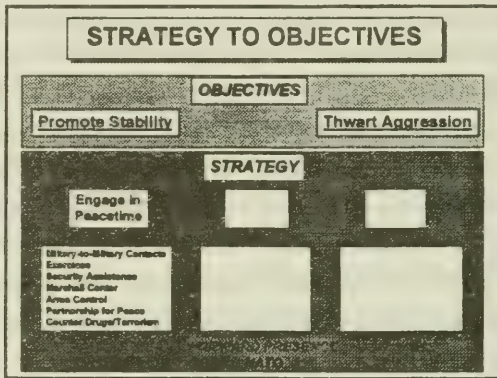 STRATEGY TO OBJECTIVES
OBJECTIVES
Promote Stability
Thwart Aggression
STRATEGY
Engage in
Peacetime
Military-to-Military Contacts
Exercises
Security Assistance
Marshall Center
Arms Control
Partnership for Peace
Counter Drugs/Terrorism